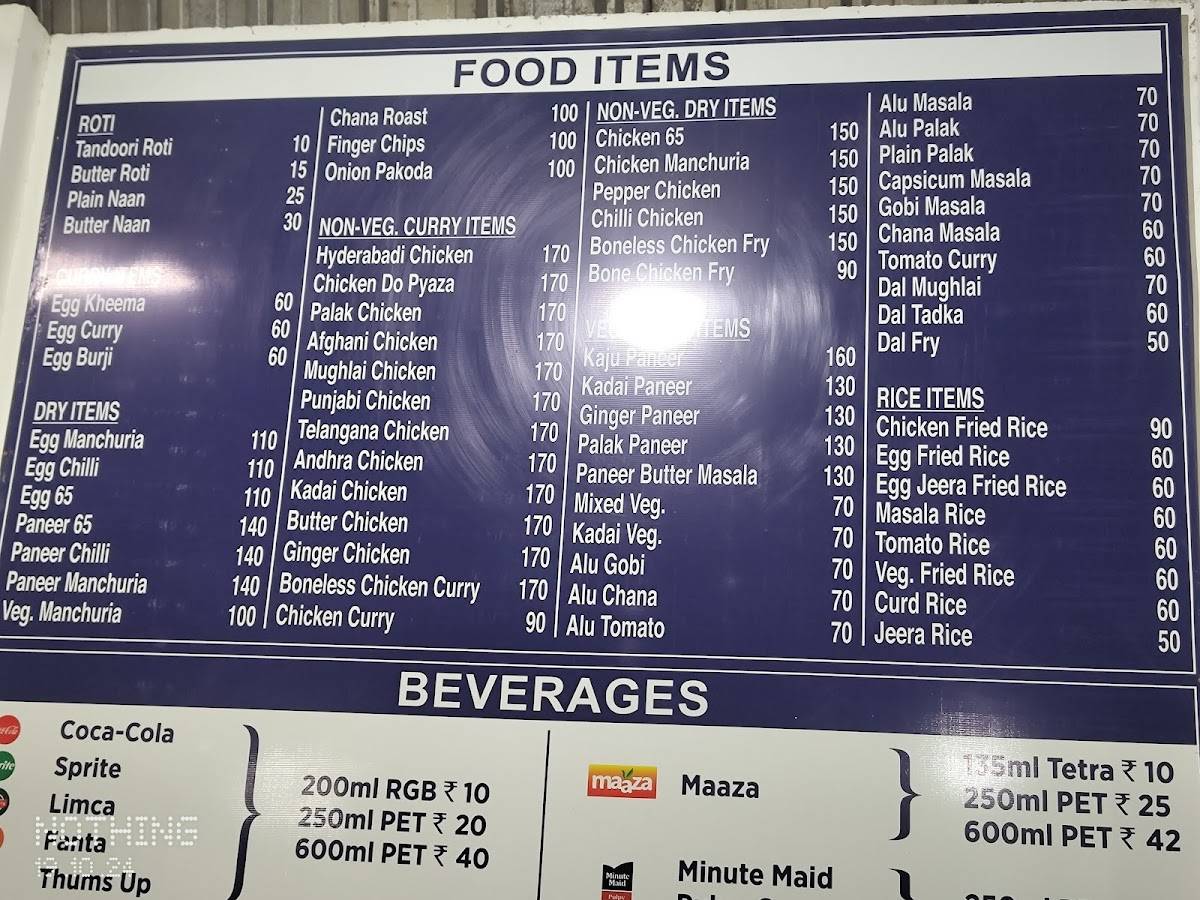 FOOD ITEMS
ROTI
Tandoori Roti 10
Butter Roti 15
Plain Naan 25
Butter Naan 30
CURRY ITEMS
Egg Kheema 60
Egg Curry 60
Egg Burji 60
DRY ITEMS
Egg Manchuria 110
Egg Chilli 110
Egg 65 110
Paneer 65 140
Paneer Chilli 140
Paneer Manchuria 140
Veg. Manchuria 100
Chana Roast 100
Finger Chips 100
Onion Pakoda 100
NON-VEG. CURRY ITEMS
Hyderabadi Chicken 170
Chicken Do Pyaza 170
Palak Chicken 170
Afghani Chicken 170
Mughlai Chicken 170
Punjabi Chicken 170
Telangana Chicken 170
Andhra Chicken 170
Kadai Chicken 170
Butter Chicken 170
Ginger Chicken 170
Boneless Chicken Curry 170
Chicken Curry 90
NON-VEG. DRY ITEMS
Chicken 65 150
Chicken Manchuria 150
Pepper Chicken 150
Chilli Chicken 150
Boneless Chicken Fry 150
Bone Chicken Fry 90
ITEMS
Kaju Paneer 160
Kadai Paneer 130
Ginger Paneer 130
Palak Paneer 130
Paneer Butter Masala 130
Mixed Veg. 70
Kadai Veg. 70
Alu Gobi 70
Alu Chana 70
Alu Tomato 70
Alu Masala 70
Alu Palak 70
Plain Palak 70
Capsicum Masala 70
Gobi Masala 70
Chana Masala 60
Tomato Curry 60
Dal Mughlai 70
Dal Tadka 60
Dal Fry 50
RICE ITEMS
Chicken Fried Rice 90
Egg Fried Rice 60
Egg Jeera Fried Rice 60
Masala Rice 60
Tomato Rice 60
Veg. Fried Rice 60
Curd Rice 60
Jeera Rice 50
BEVERAGES
Coca-Cola
Sprite
Limca
Fanta
Thums Up
200ml RGB ₹ 10
250ml PET ₹ 20
600ml PET ₹ 40
maaza
Maaza
135ml Tetra ₹ 10
250ml PET ₹ 25
600ml PET ₹ 42
Minute Maid
Pulpy
Minute Maid
NOTHING
19.10.24